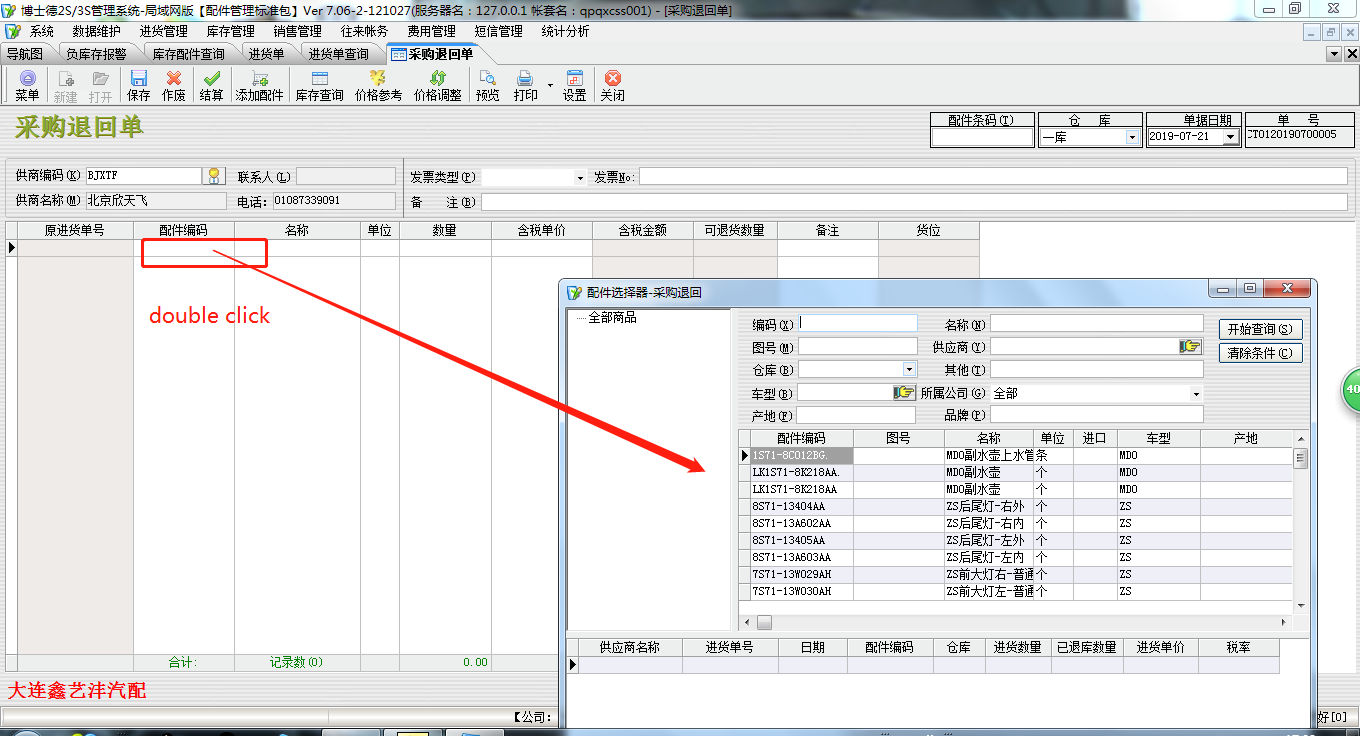 博士德2S/3S管理系统-局域网版【配件管理标准包】Ver 7.06-2-121027(服务器名：127.0.0.1 帐套名：qpqxcss001) - [采购退回单]
系统 数据维护 进货管理 库存管理 销售管理 往来帐务 费用管理 短信管理 统计分析
导航图 负库存报警 库存配件查询 进货单 进货单查询 采购退回单
菜单 新建 打开 保存 作废 结算 添加配件 库存查询 价格参考 价格调整 预览 打印 设置 关闭
采购退回单
配件条码(T) 仓 库 单据日期 单 号
一库 2019-07-21 CT0120190700005
供商编码(K) BJXTF 联系人(L) 发票类型(P) 发票No:
供商名称(M) 北京欣天飞 电话: 01087339091 备 注(B)
原进货单号 配件编码 名称 单位 数量 含税单价 含税金额 可退货数量 备注 货位
double click
配件选择器-采购退回
全部商品
编码(X) 名称(N) 开始查询(S)
图号(M) 供应商(Y) 清除条件(C)
仓库(B) 其他(T)
车型(B) 所属公司(G) 全部
产地(F) 品牌(P)
配件编码 图号 名称 单位 进口 车型 产地
1S71-8C012BG. MDO副水壶上水管 条 MDO
LK1S71-8K218AA. MDO副水壶 个 MDO
LK1S71-8K218AA MDO副水壶 个 MDO
8S71-13404AA ZS后尾灯-右外 个 ZS
8S71-13A602AA ZS后尾灯-右内 个 ZS
8S71-13405AA ZS后尾灯-左外 个 ZS
8S71-13A603AA ZS后尾灯-左内 个 ZS
7S71-13W029AH ZS前大灯右-普通 个 ZS
7S71-13W030AH ZS前大灯左-普通 个 ZS
供应商名称 进货单号 日期 配件编码 仓库 进货数量 已退库数量 进货单价 税率
合计: 记录数(0) 0.00
大连鑫艺沣汽配
【公司: 好[0]
40